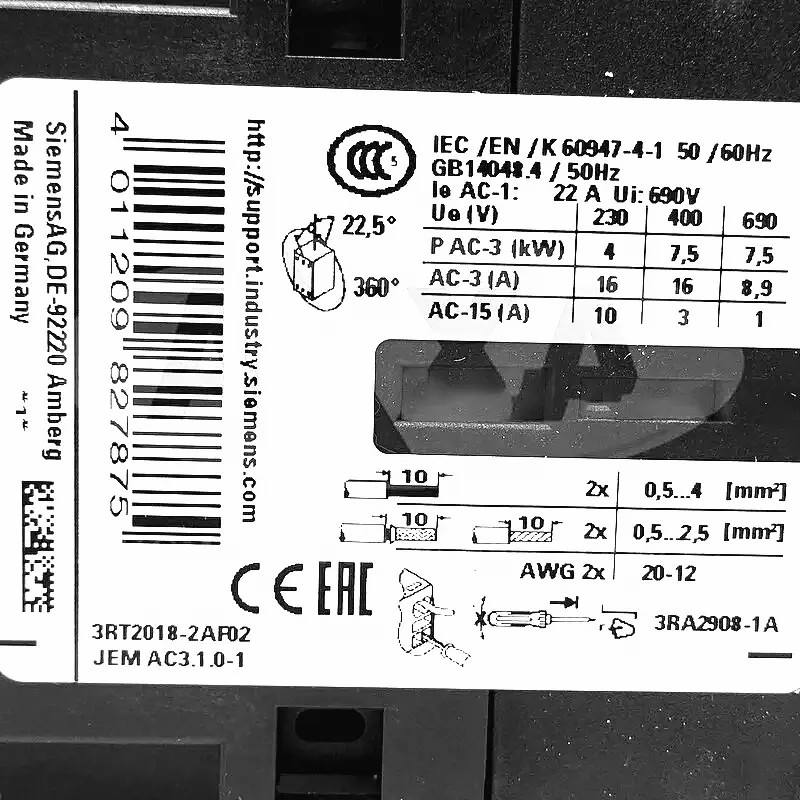 SiemensAG,DE-92220 Amberg
Made in Germany
"1"
4 011209 827875
http://support.industry.siemens.com
CCC S
IEC /EN /K 60947-4-1 50 /60Hz
GB14048.4 / 50Hz
Ie AC-1: 22 A Ui: 690V
Ue (V) 230 400 690
P AC-3 (kW) 4 7,5 7,5
AC-3 (A) 16 16 8,9
AC-15 (A) 10 3 1
22,5°
360°
10 2x 0,5...4 [mm²]
10 10 2x 0,5...2,5 [mm²]
AWG 2x 20-12
CE EAC
3RT2018-2AF02
JEM AC3.1.0-1
3RA2908-1A